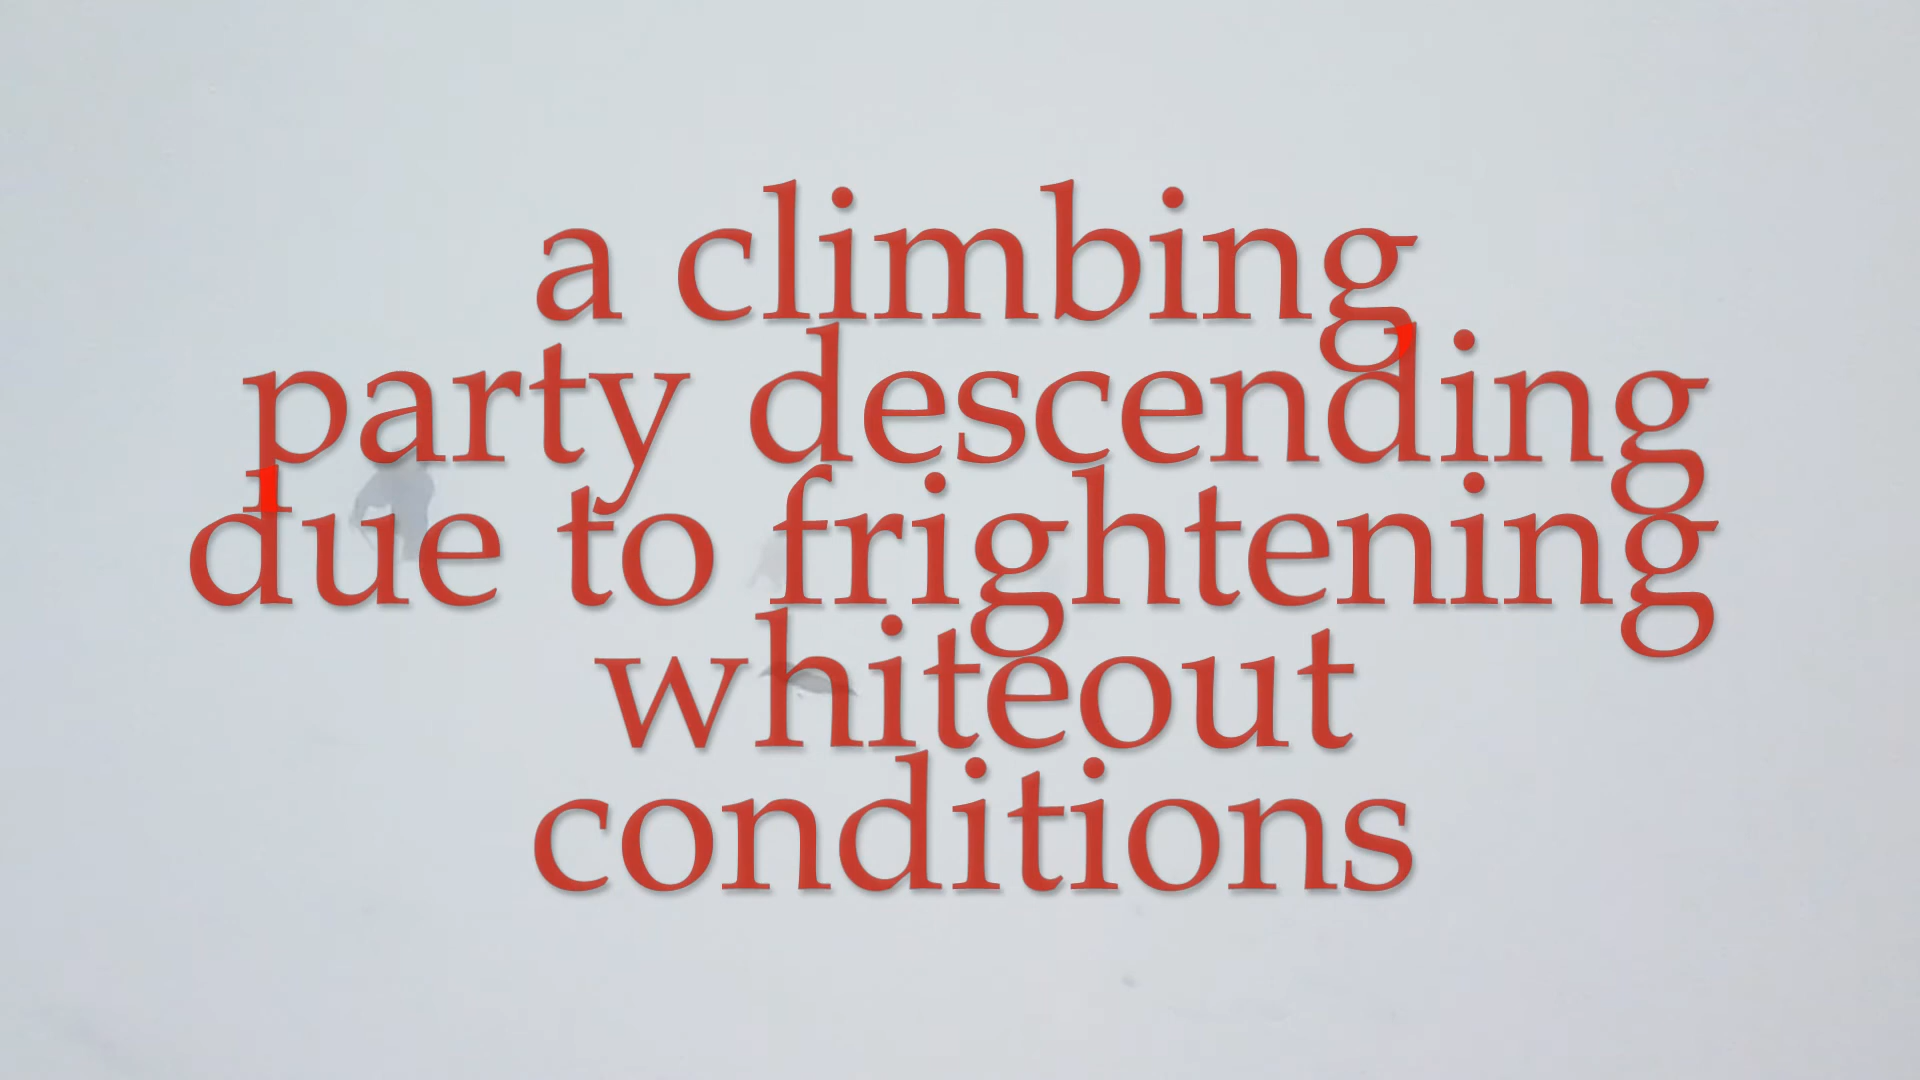 a climbing
party descending
due to frightening
whiteout
conditions